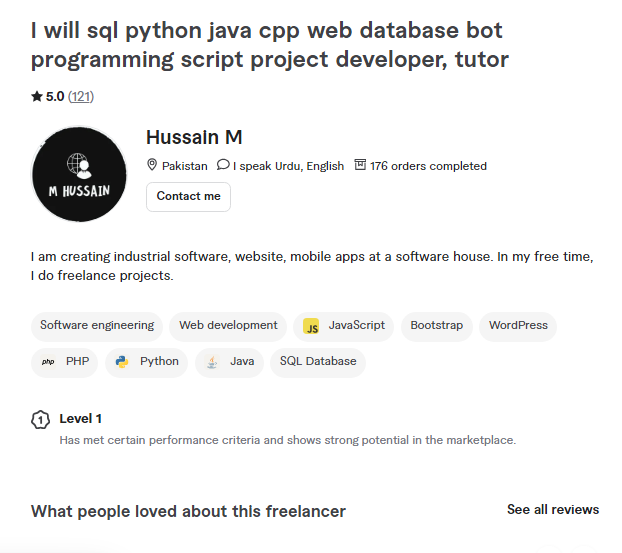 I will sql python java cpp web database bot
programming script project developer, tutor
5.0 (121)
M HUSSAIN
Hussain M
Pakistan I speak Urdu, English 176 orders completed
Contact me
I am creating industrial software, website, mobile apps at a software house. In my free time,
I do freelance projects.
Software engineering Web development JS JavaScript Bootstrap WordPress
php PHP Python Java SQL Database
1 Level 1
Has met certain performance criteria and shows strong potential in the marketplace.
What people loved about this freelancer See all reviews